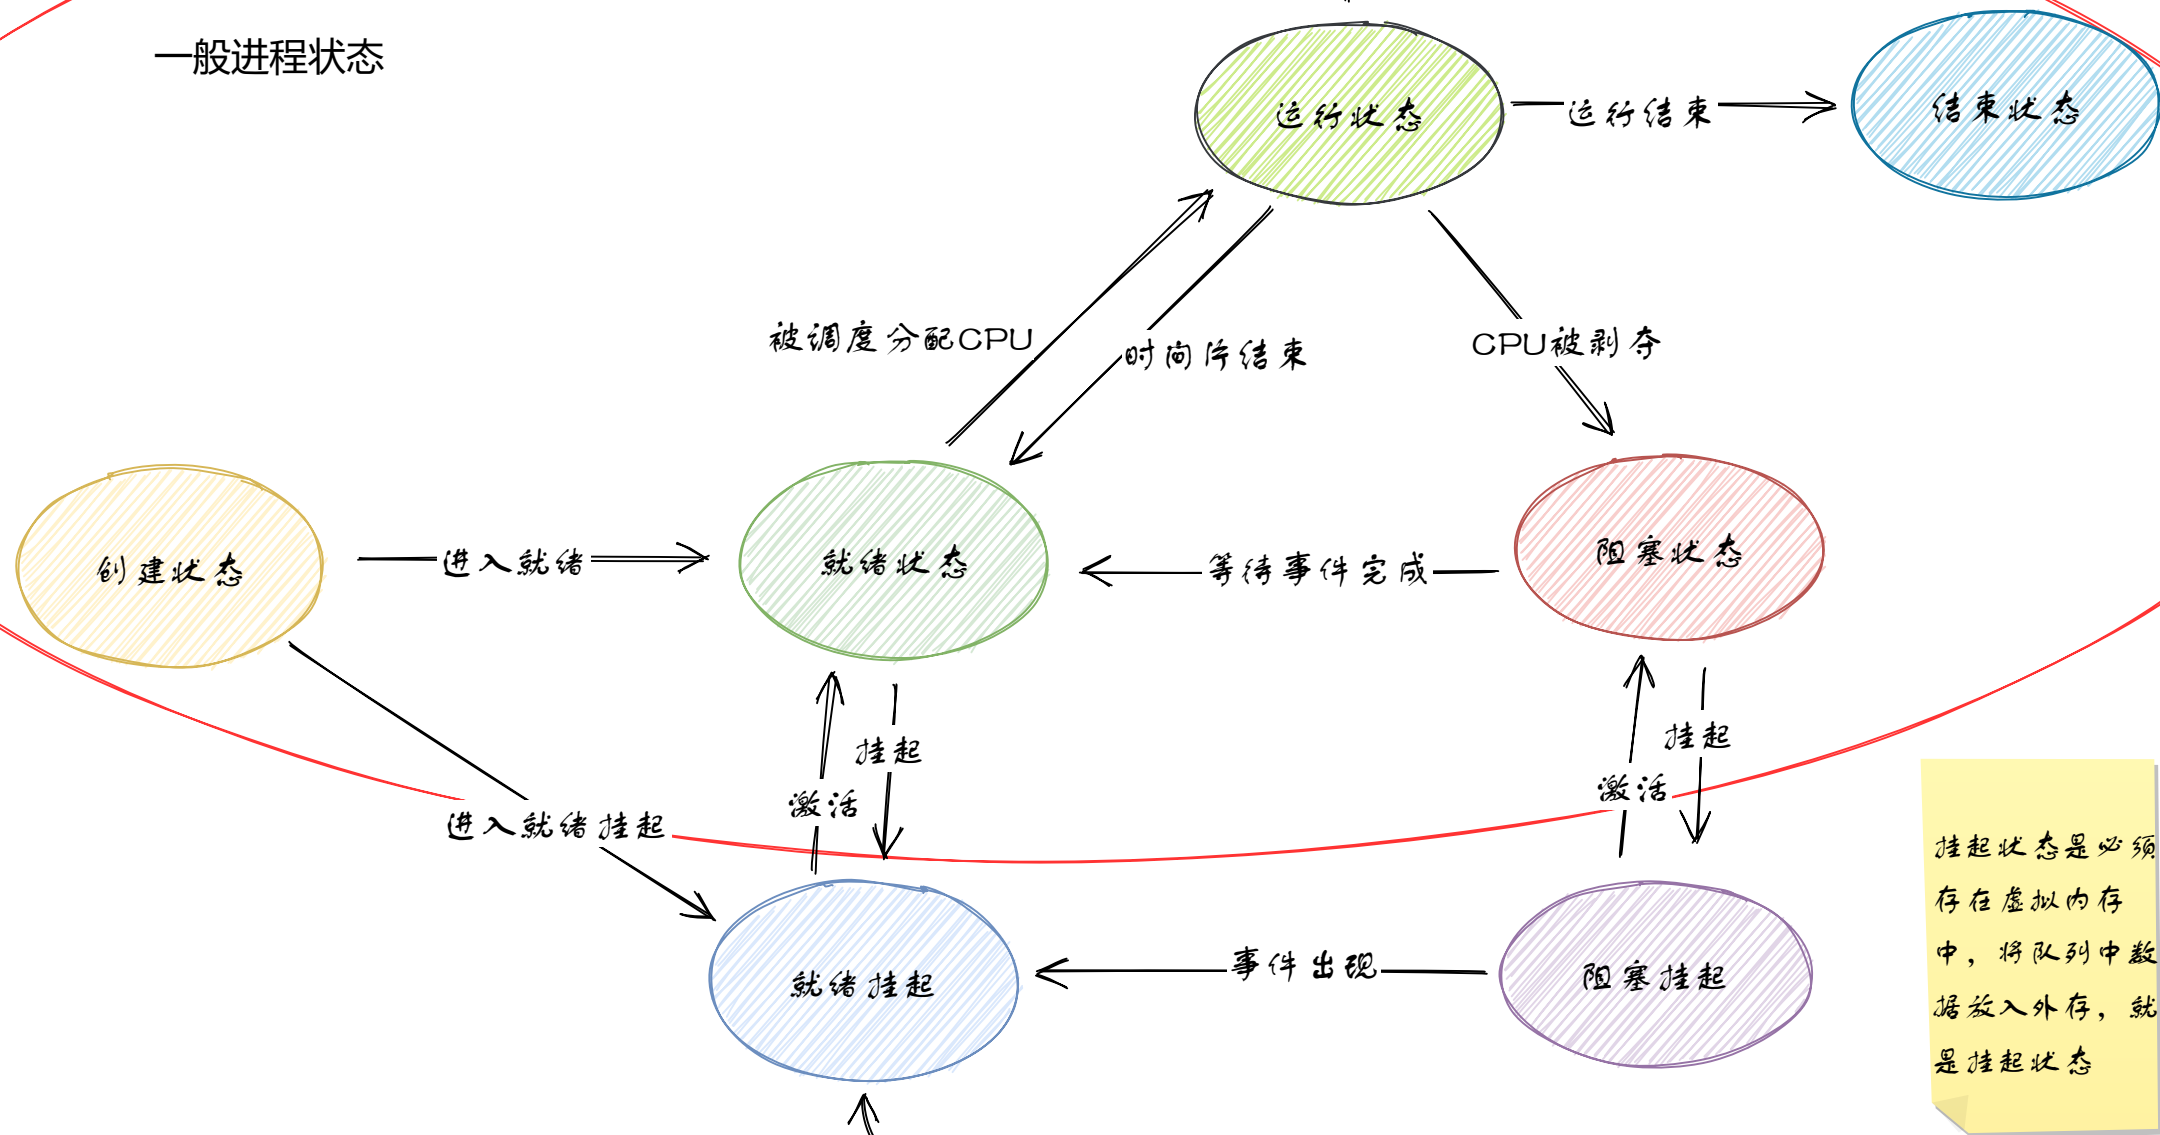 一般进程状态
运行状态
运行结束
结束状态
被调度分配CPU
时间片结束
CPU被剥夺
创建状态
进入就绪
就绪状态
等待事件完成
阻塞状态
挂起
激活
挂起
激活
进入就绪挂起
就绪挂起
事件出现
阻塞挂起
挂起状态是必须
存在虚拟内存
中，将队列中数
据放入外存，就
是挂起状态